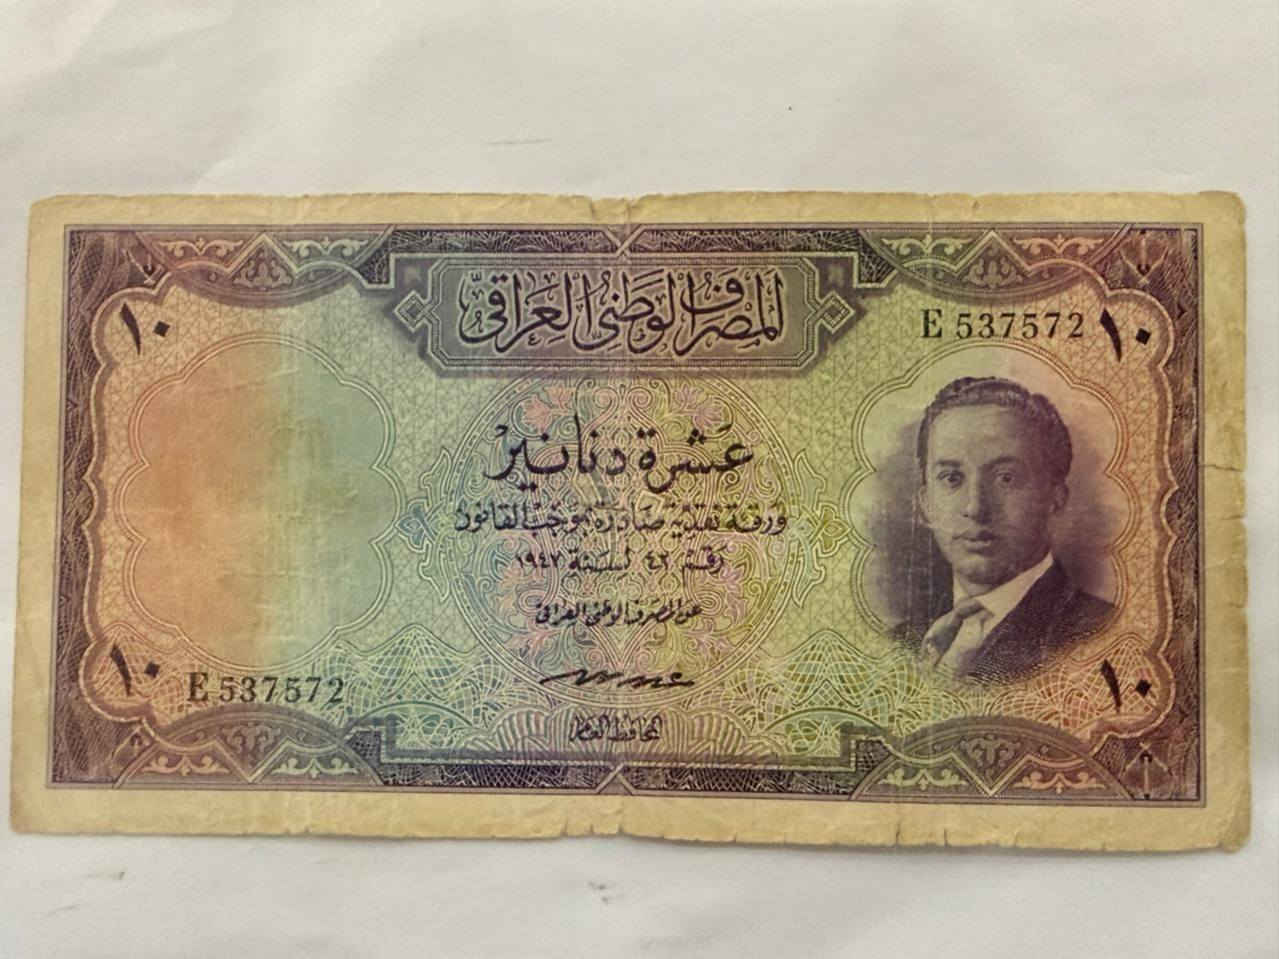 المصرف الوطني العراقي
E 537572
١٠
١٠
عشرة دنانير
ورقة نقدية صادرة بموجب القانون
رقم ٤٢ لسنة ١٩٤٧
عن المصرف الوطني العراقي
المحافظ العام
١٠
E 537572
١٠